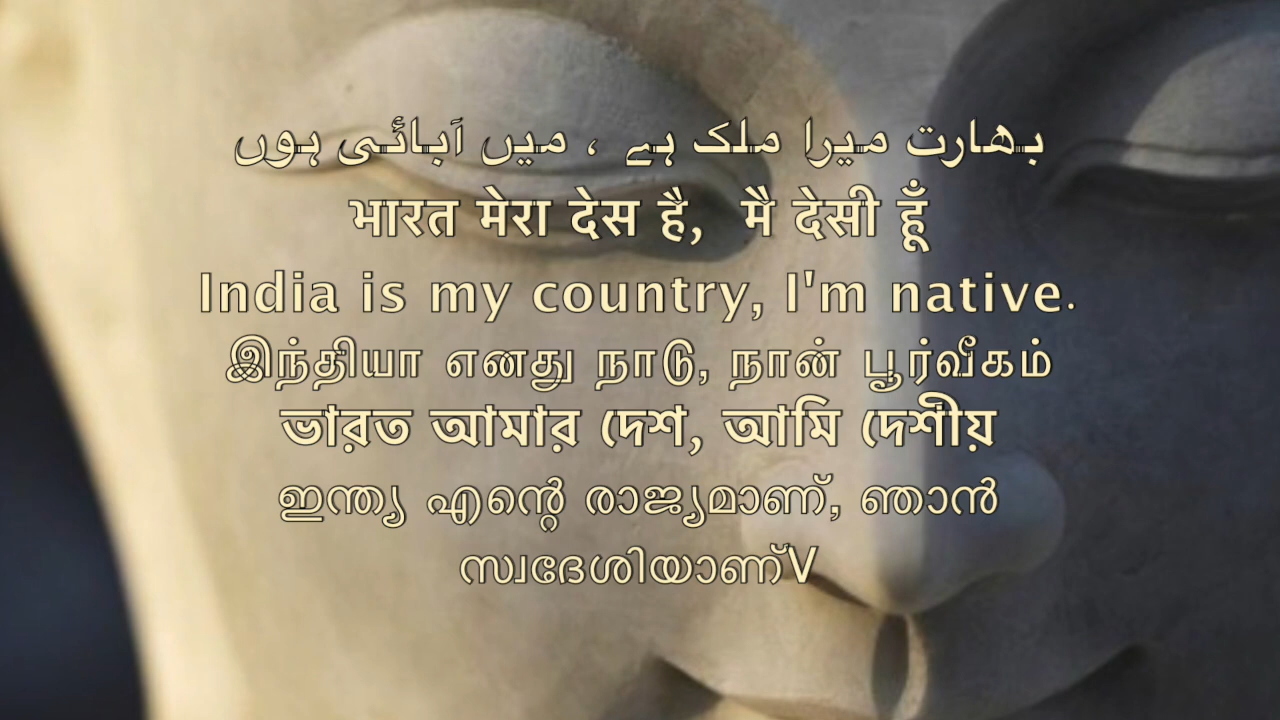 بھارت میرا ملک ہے ، میں آبائی ہوں
भारत मेरा देस है, मै देसी हूँ
India is my country, I'm native.
இந்தியா எனது நாடு, நான் பூர்வீகம்
ভারত আমার দেশ, আমি দেশীয়
ഇന്ത്യ എന്റെ രാജ്യമാണ്, ഞാൻ
സ്വദേശിയാണ്V